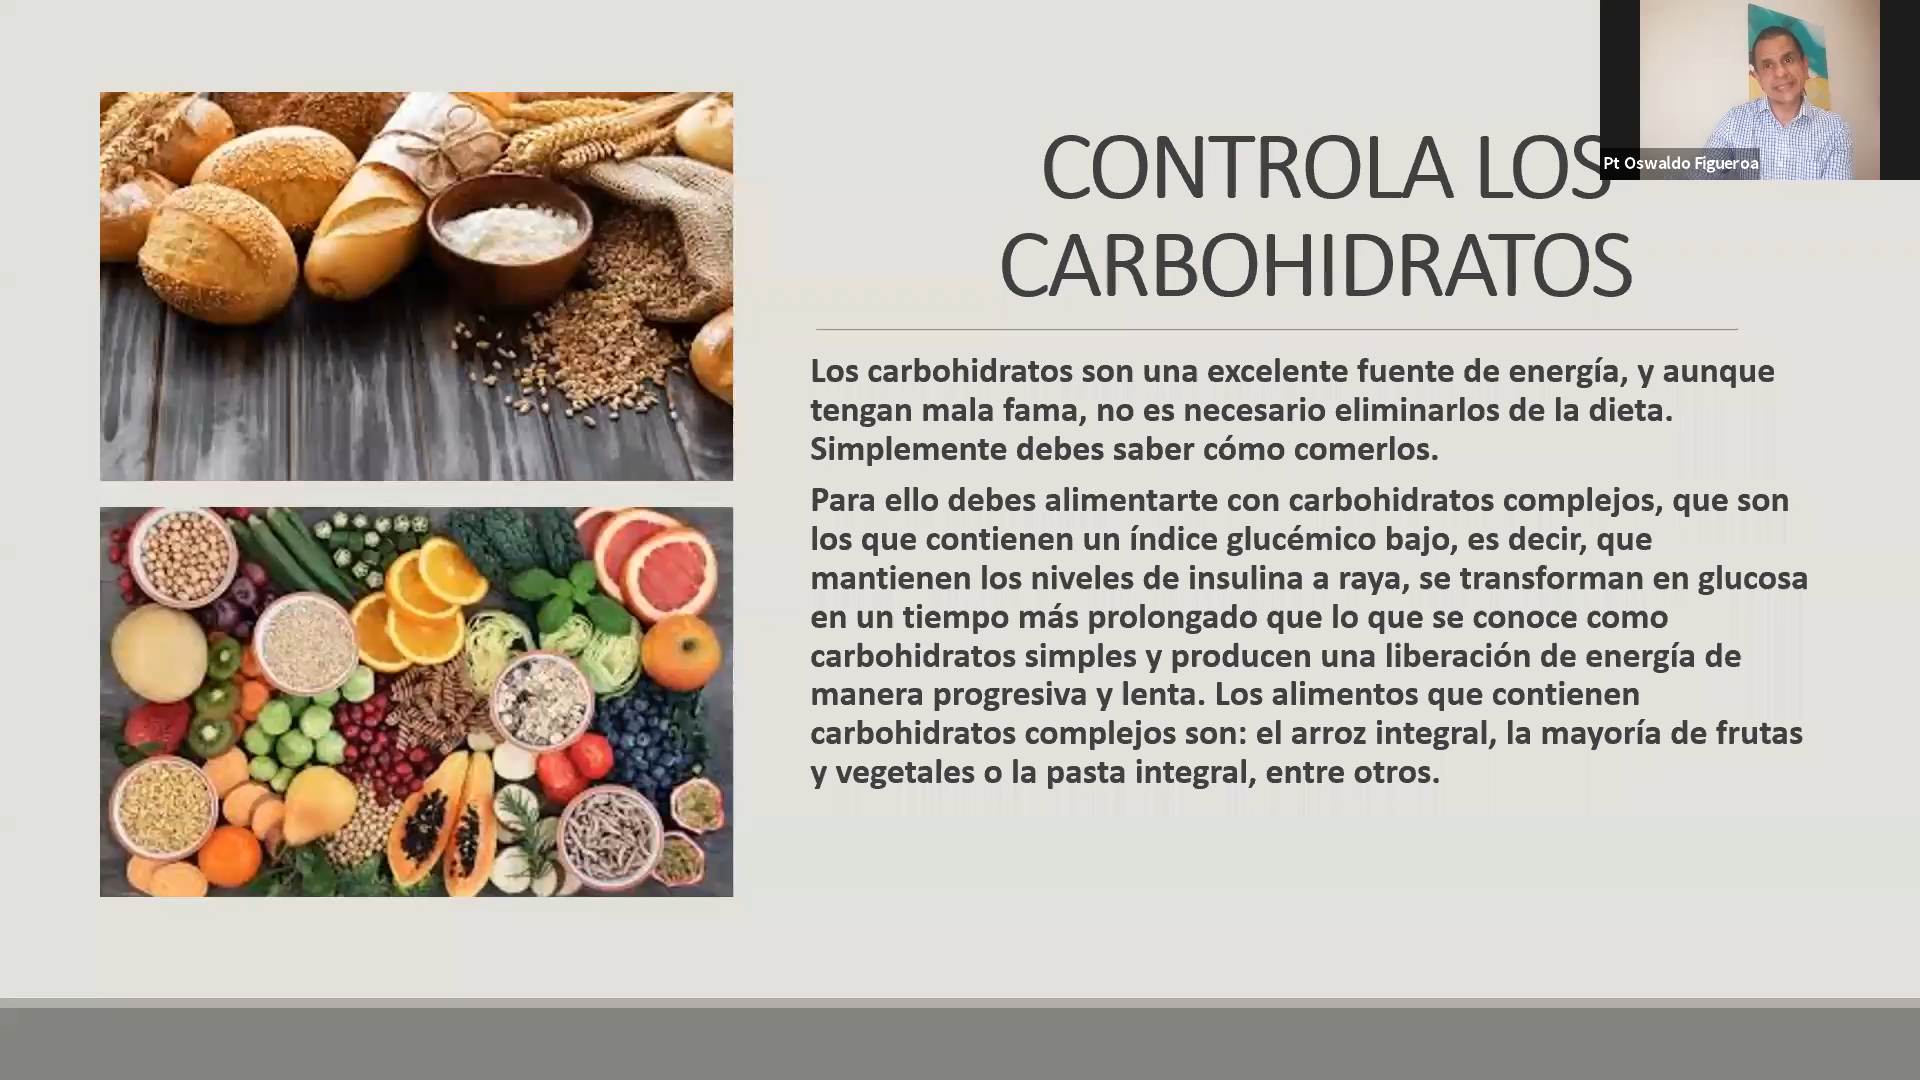 CONTROLA LOS
CARBOHIDRATOS
Pt Oswaldo Figueroa
Los carbohidratos son una excelente fuente de energía, y aunque
tengan mala fama, no es necesario eliminarlos de la dieta.
Simplemente debes saber cómo comerlos.
Para ello debes alimentarte con carbohidratos complejos, que son
los que contienen un índice glucémico bajo, es decir, que
mantienen los niveles de insulina a raya, se transforman en glucosa
en un tiempo más prolongado que lo que se conoce como
carbohidratos simples y producen una liberación de energía de
manera progresiva y lenta. Los alimentos que contienen
carbohidratos complejos son: el arroz integral, la mayoría de frutas
y vegetales o la pasta integral, entre otros.